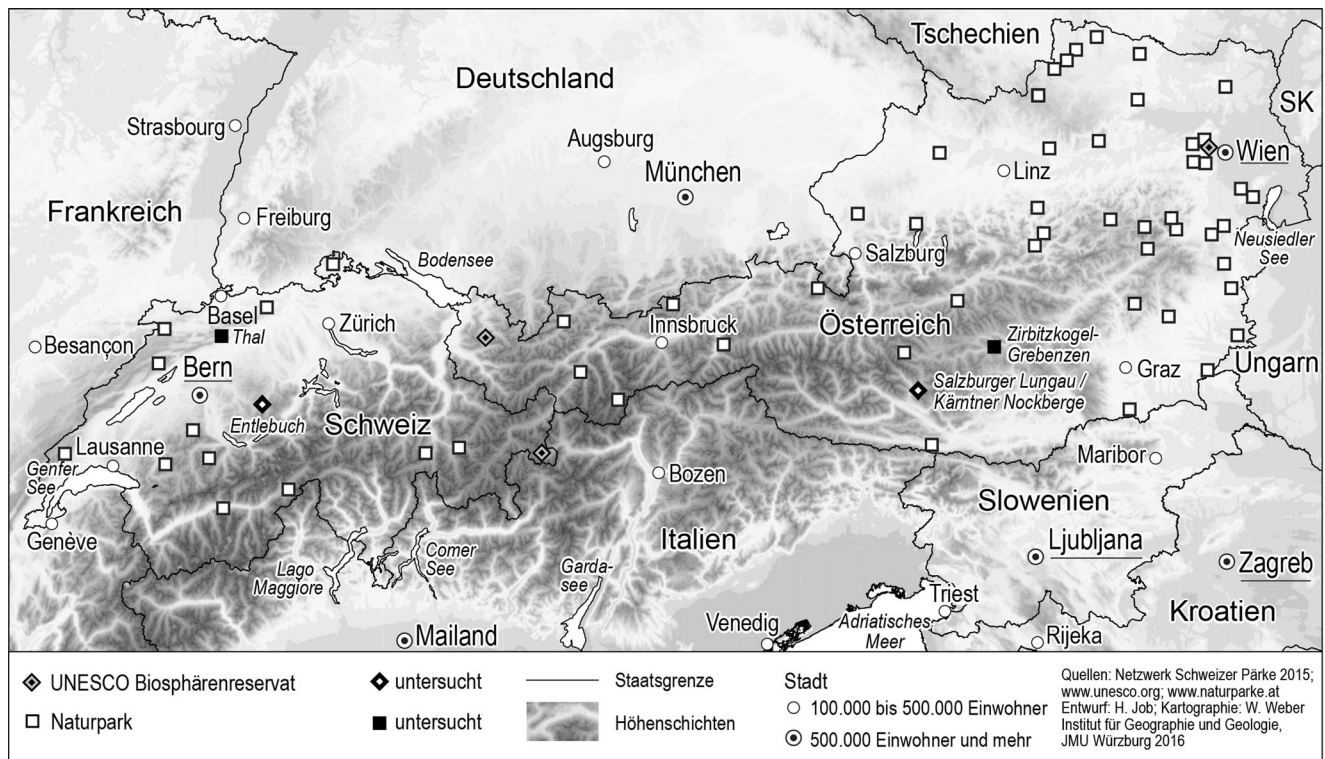 Tschechien
Deutschland
SK
Strasbourg
Augsburg
München
Wien
Linz
Frankreich
Freiburg
Salzburg
Neusiedler
See
Bodensee
Basel
Thal
Zürich
Innsbruck
Österreich
Zirbitzkogel-
Grebenzen
Besançon
Bern
Graz
Ungarn
Salzburger Lungau /
Kärntner Nockberge
Entlebuch
Schweiz
Lausanne
Genfer
See
Maribor
Bozen
Slowenien
Genève
Italien
Ljubljana
Zagreb
Lago
Maggiore
Comer
See
Garda-
see
Triest
Kroatien
Venedig
Adriatisches
Meer
Mailand
Rijeka
UNESCO Biosphärenreservat
Naturpark
untersucht
untersucht
Staatsgrenze
Höhenschichten
Stadt
100.000 bis 500.000 Einwohner
500.000 Einwohner und mehr
Quellen: Netzwerk Schweizer Pärke 2015;
www.unesco.org; www.naturparke.at
Entwurf: H. Job; Kartographie: W. Weber
Institut für Geographie und Geologie,
JMU Würzburg 2016